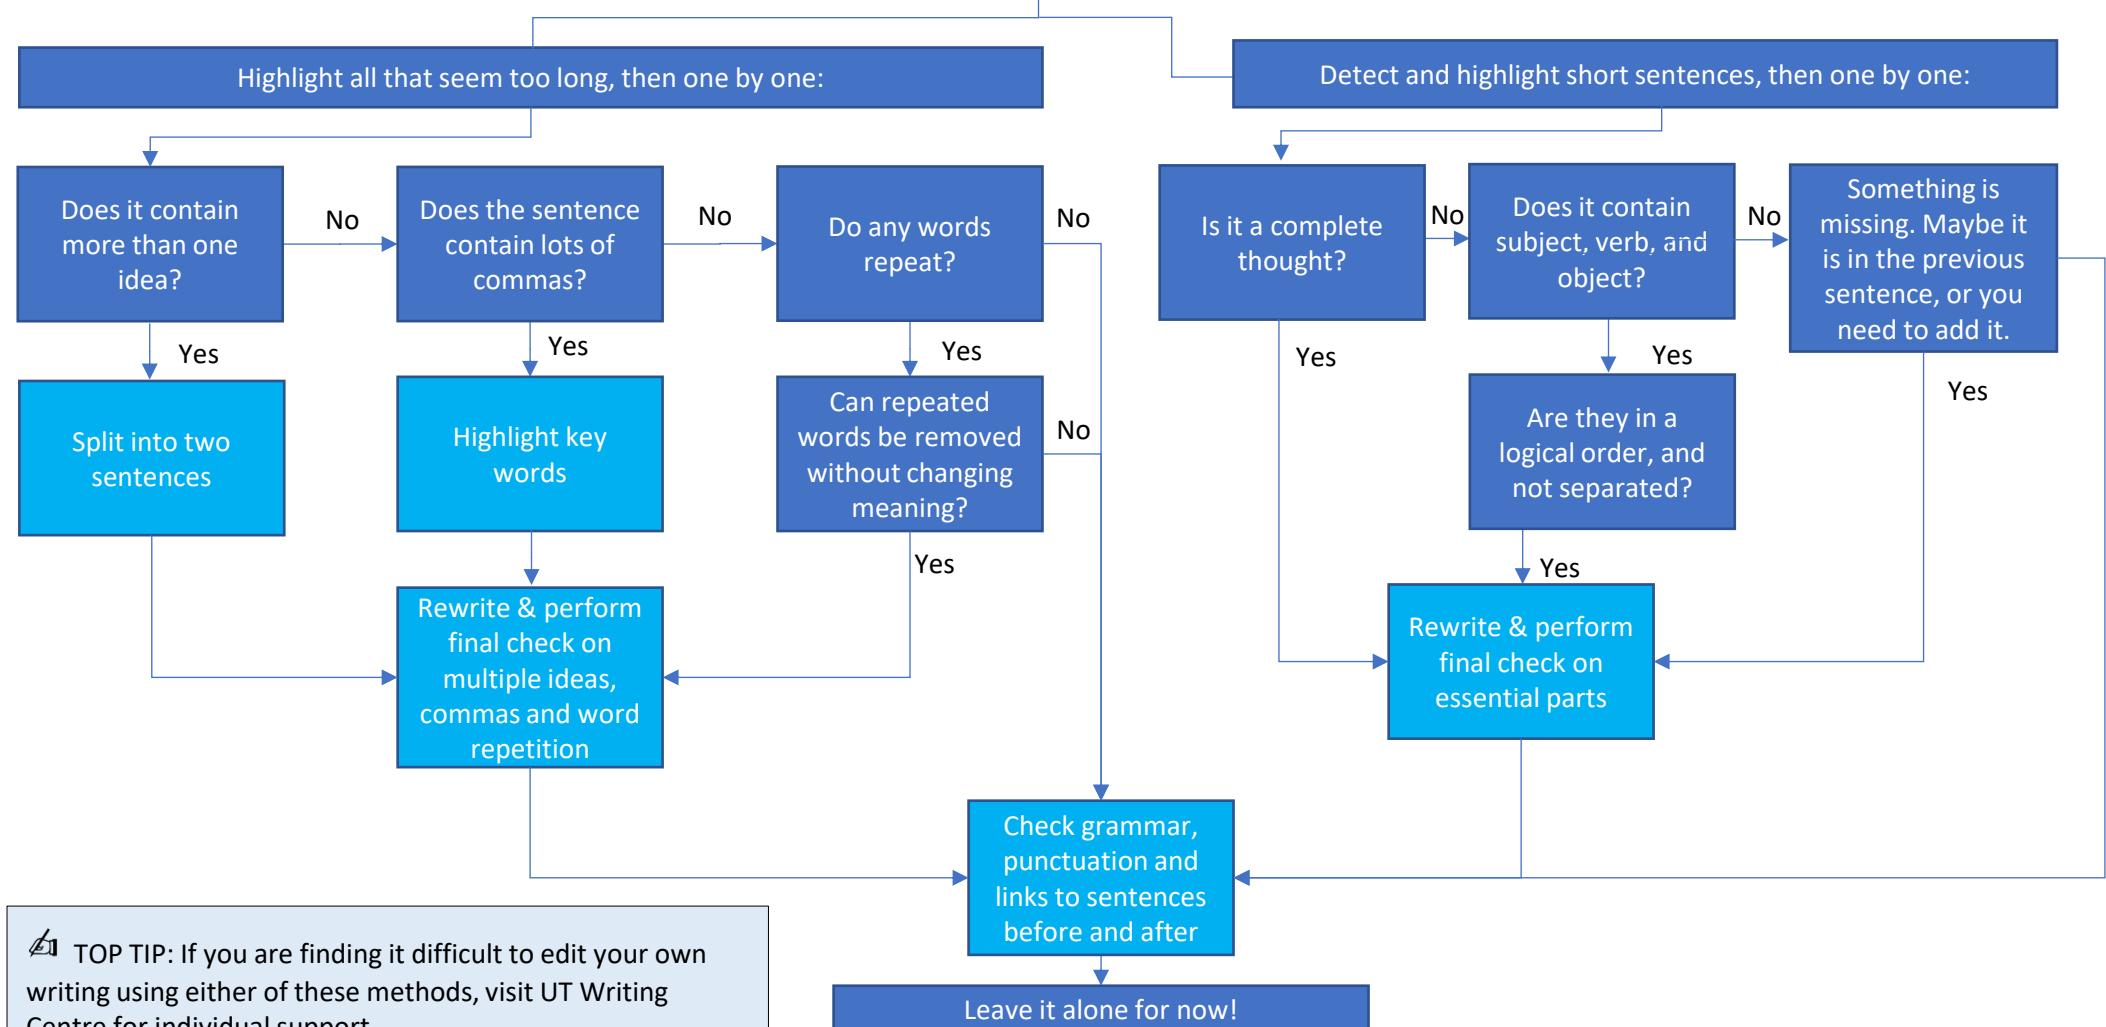 Highlight all that seem too long, then one by one:
Detect and highlight short sentences, then one by one:
Does it contain
more than one
idea?
No
Does the sentence
contain lots of
commas?
No
Do any words
repeat?
No
Is it a complete
thought?
No
Does it contain
subject, verb, and
object?
No
Something is
missing. Maybe it
is in the previous
sentence, or you
need to add it.
Yes
Yes
Yes
Yes
Yes
Yes
Split into two
sentences
Highlight key
words
Can repeated
words be removed
without changing
meaning?
No
Are they in a
logical order, and
not separated?
Yes
Yes
Rewrite & perform
final check on
multiple ideas,
commas and word
repetition
Rewrite & perform
final check on
essential parts
Check grammar,
punctuation and
links to sentences
before and after
TOP TIP: If you are finding it difficult to edit your own
writing using either of these methods, visit UT Writing
Centre for individual support
Leave it alone for now!